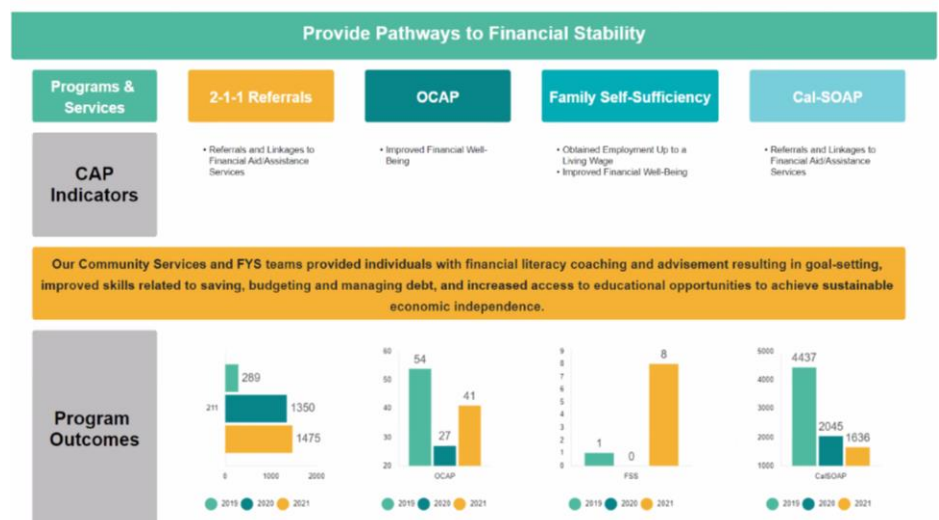 Provide Pathways to Financial Stability
Programs &
Services
2-1-1 Referrals
OCAP
Family Self-Sufficiency
Cal-SOAP
CAP
Indicators
• Referrals and Linkages to
Financial Aid/Assistance
Services
• Improved Financial Well-
Being
• Obtained Employment Up to a
Living Wage
• Improved Financial Well-Being
• Referrals and Linkages to
Financial Aid/Assistance
Services
Our Community Services and FYS teams provided individuals with financial literacy coaching and advisement resulting in goal-setting,
improved skills related to saving, budgeting and managing debt, and increased access to educational opportunities to achieve sustainable
economic independence.
Program
Outcomes
289
211
1350
1475
0 1000 2000
2019 2020 2021
60
50
40
30
20
54
27
41
OCAP
2019 2020 2021
9
8
7
6
5
4
3
2
1
0
1
0
8
FSS
2019 2020 2021
5000
4000
3000
2000
1000
4437
2045
1636
CalSOAP
2019 2020 2021